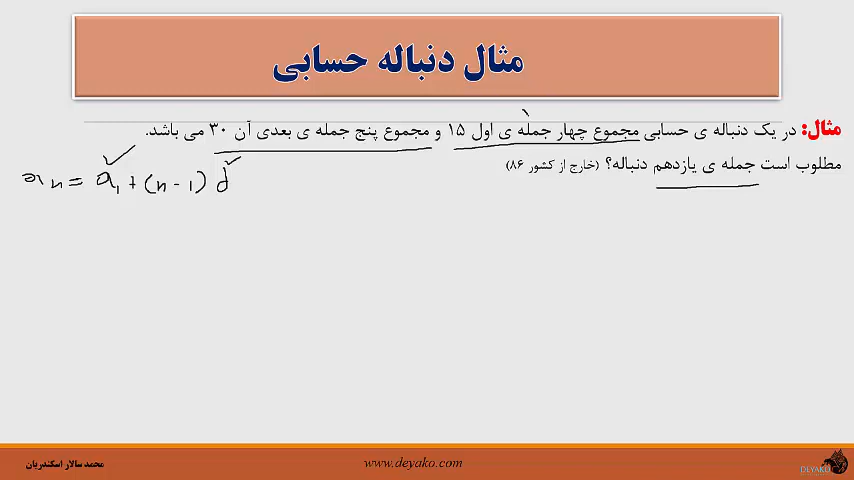 مثال دنباله حسابی
مثال: در یک دنباله ی حسابی مجموع چهار جمله ی اول ۱۵ و مجموع پنج جمله ی بعدی آن ۳۰ می باشد.
مطلوب است جمله ی یازدهم دنباله؟ (خارج از کشور ۸۶)
a n = a1 + (n - 1) d
محمد سالار اسکندریان
www.deyako.com
DEYAKO